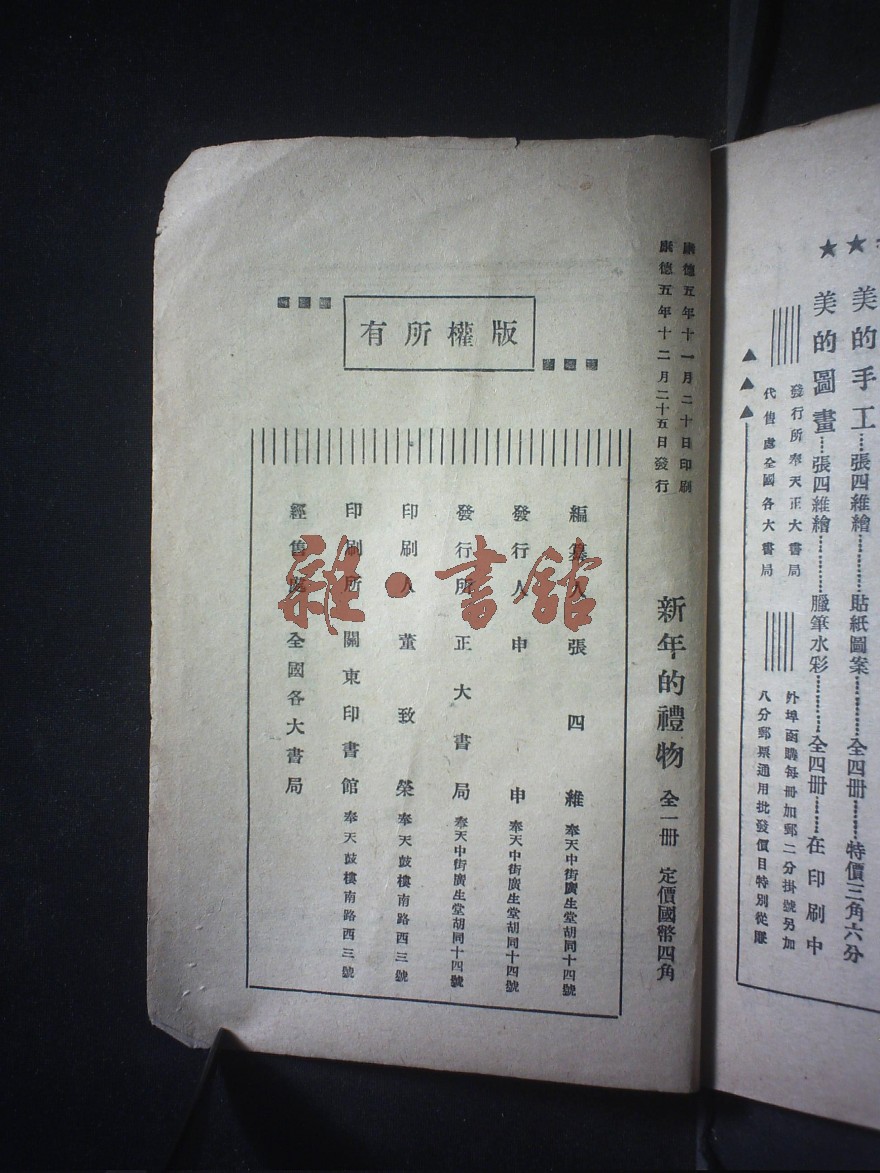 ★美的手工……張四維繪………貼紙圖案………全四册………特價三角六分
★美的圖畫……張四維繪………臘筆水彩………全四册……在印刷中
發行所奉天正大書局
外埠函購每冊加郵二分掛號另加
代售處全國各大書局
八分郵票通用批發價目特別從廉
▲▲▲
康德五年十一月二十日印刷
康德五年十二月二十五日發行
新年的禮物 全一册 定價國幣四角
版權所有
編纂人 張四維 奉天中街廣生堂胡同十四號
發行人 申申 奉天中街廣生堂胡同十四號
發行所 正大書局 奉天中街廣生堂胡同十四號
印刷人 董致榮 奉天鼓樓南路西三號
印刷所 關東印書館 奉天鼓樓南路西三號
經售處 全國各大書局
雜·書館